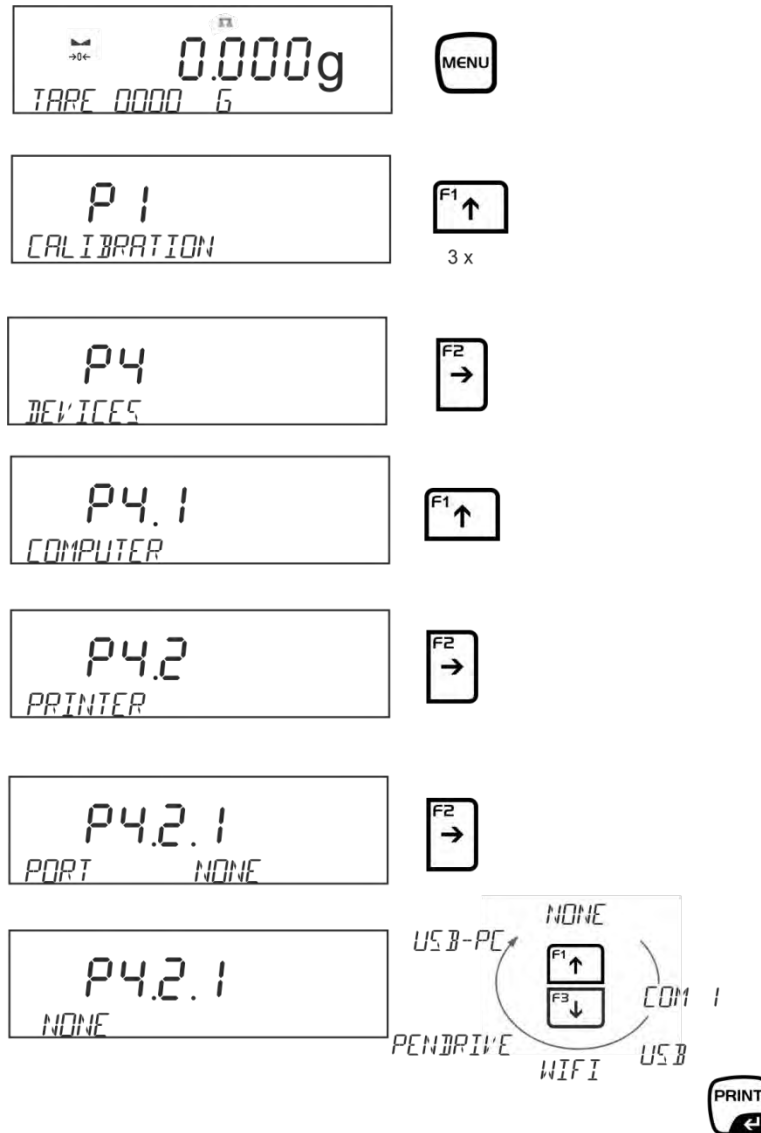 →0← 0.000g
TARE 0000 G
MENU
P1
CALIBRATION
F1 ↑
3 x
P4
DEVICES
F2 →
P4.1
COMPUTER
F1 ↑
P4.2
PRINTER
F2 →
P4.2.1
PORT NONE
F2 →
P4.2.1
NONE
NONE
USB-PC
F1 ↑
F3 ↓
COM 1
PENDRIVE
WIFI
USB
PRINT